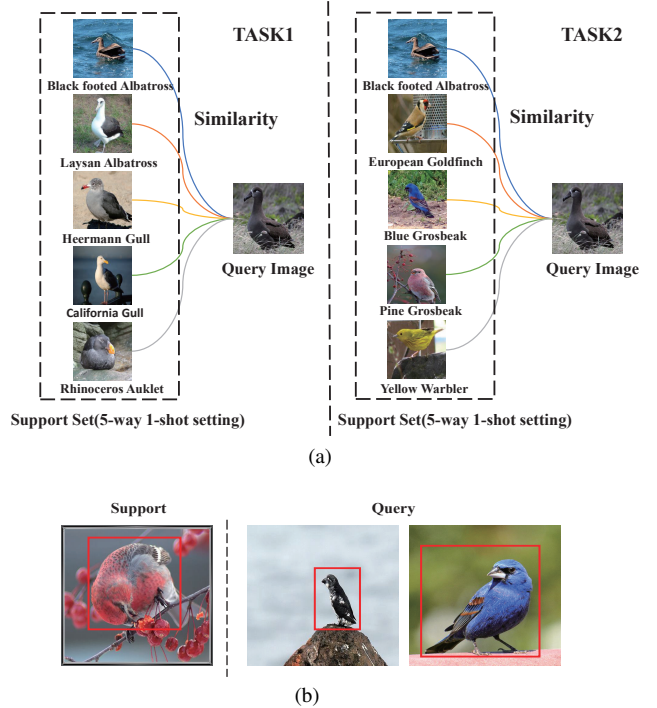 TASK1
Black footed Albatross
Similarity
Laysan Albatross
Heermann Gull
Query Image
California Gull
Rhinoceros Auklet
Support Set(5-way 1-shot setting)
TASK2
Black footed Albatross
Similarity
European Goldfinch
Blue Grosbeak
Query Image
Pine Grosbeak
Yellow Warbler
Support Set(5-way 1-shot setting)
(a)
Support
Query
(b)